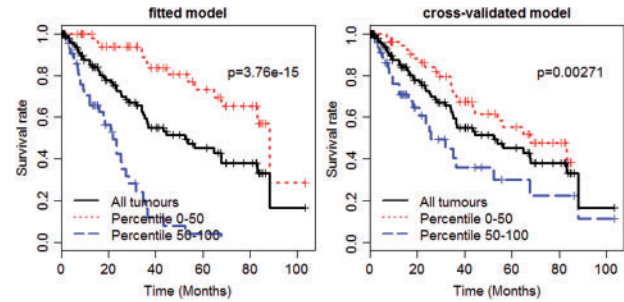 fitted model
Survival rate
1.0
0.8
0.6
0.4
0.2
0.0
p=3.76e-15
All tumours
Percentile 0-50
Percentile 50-100
0 20 40 60 80 100
Time (Months)
cross-validated model
Survival rate
1.0
0.8
0.6
0.4
0.2
0.0
p=0.00271
All tumours
Percentile 0-50
Percentile 50-100
0 20 40 60 80 100
Time (Months)